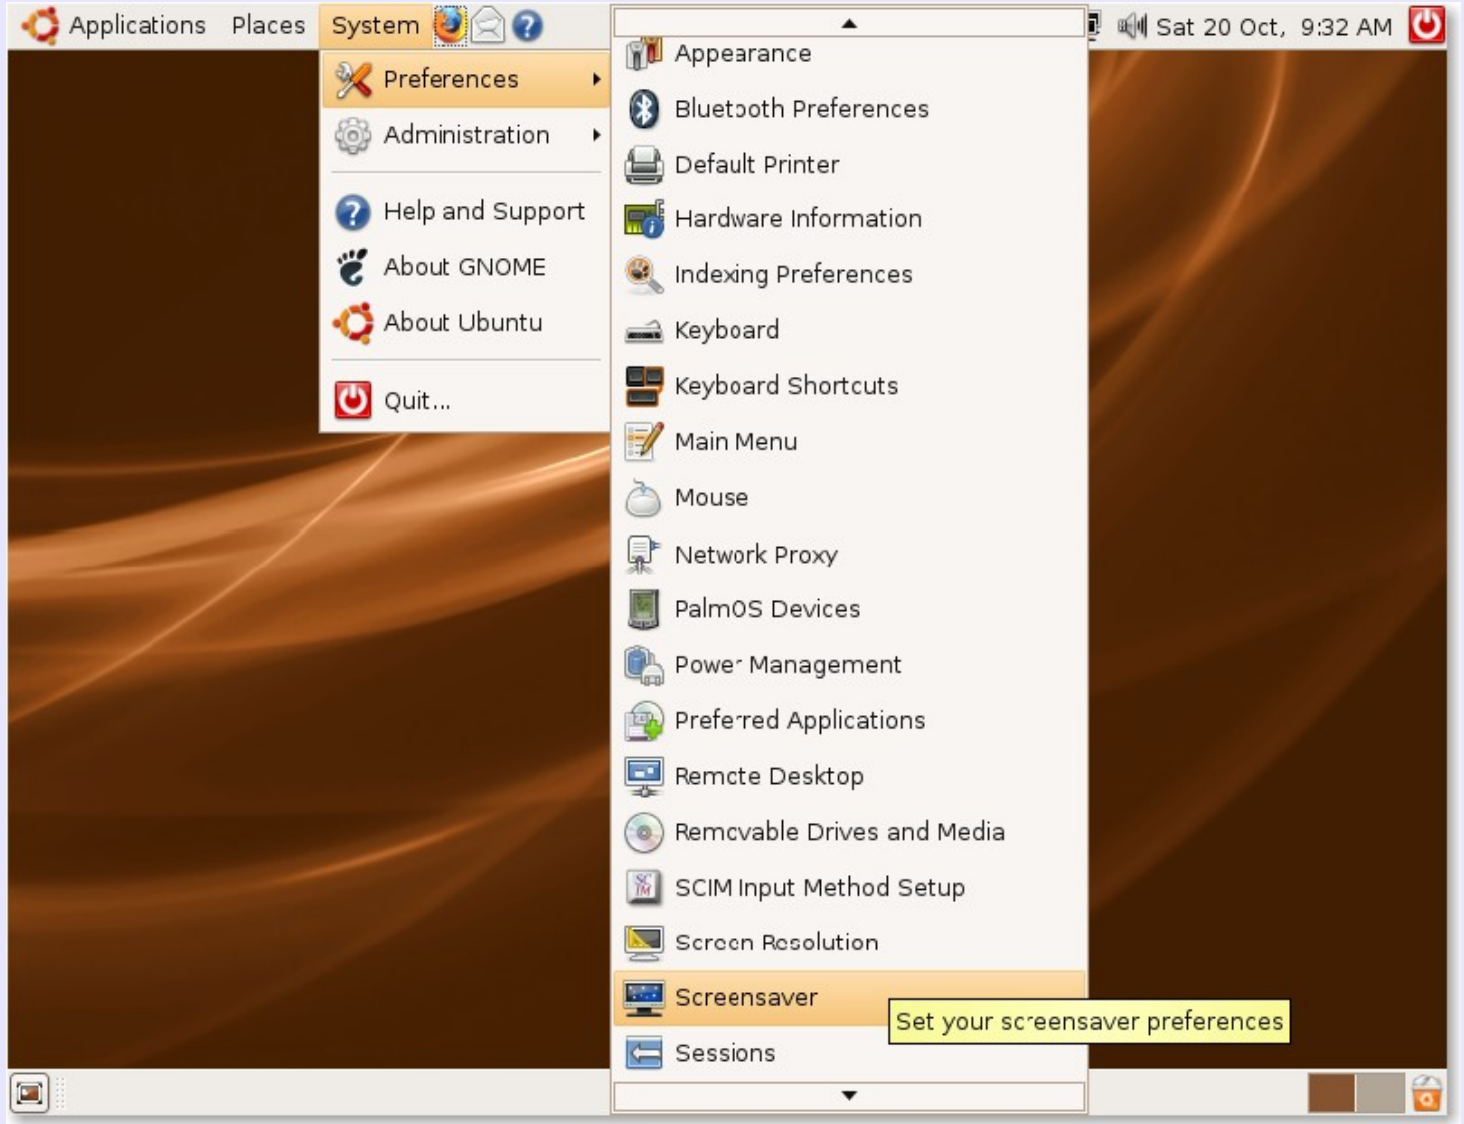 Applications Places System Sat 20 Oct, 9:32 AM
Preferences
Administration
Help and Support
About GNOME
About Ubuntu
Quit...
Appearance
Bluetooth Preferences
Default Printer
Hardware Information
Indexing Preferences
Keyboard
Keyboard Shortcuts
Main Menu
Mouse
Network Proxy
PalmOS Devices
Power Management
Preferred Applications
Remote Desktop
Removable Drives and Media
SCIM Input Method Setup
Screen Resolution
Screensaver
Set your screensaver preferences
Sessions